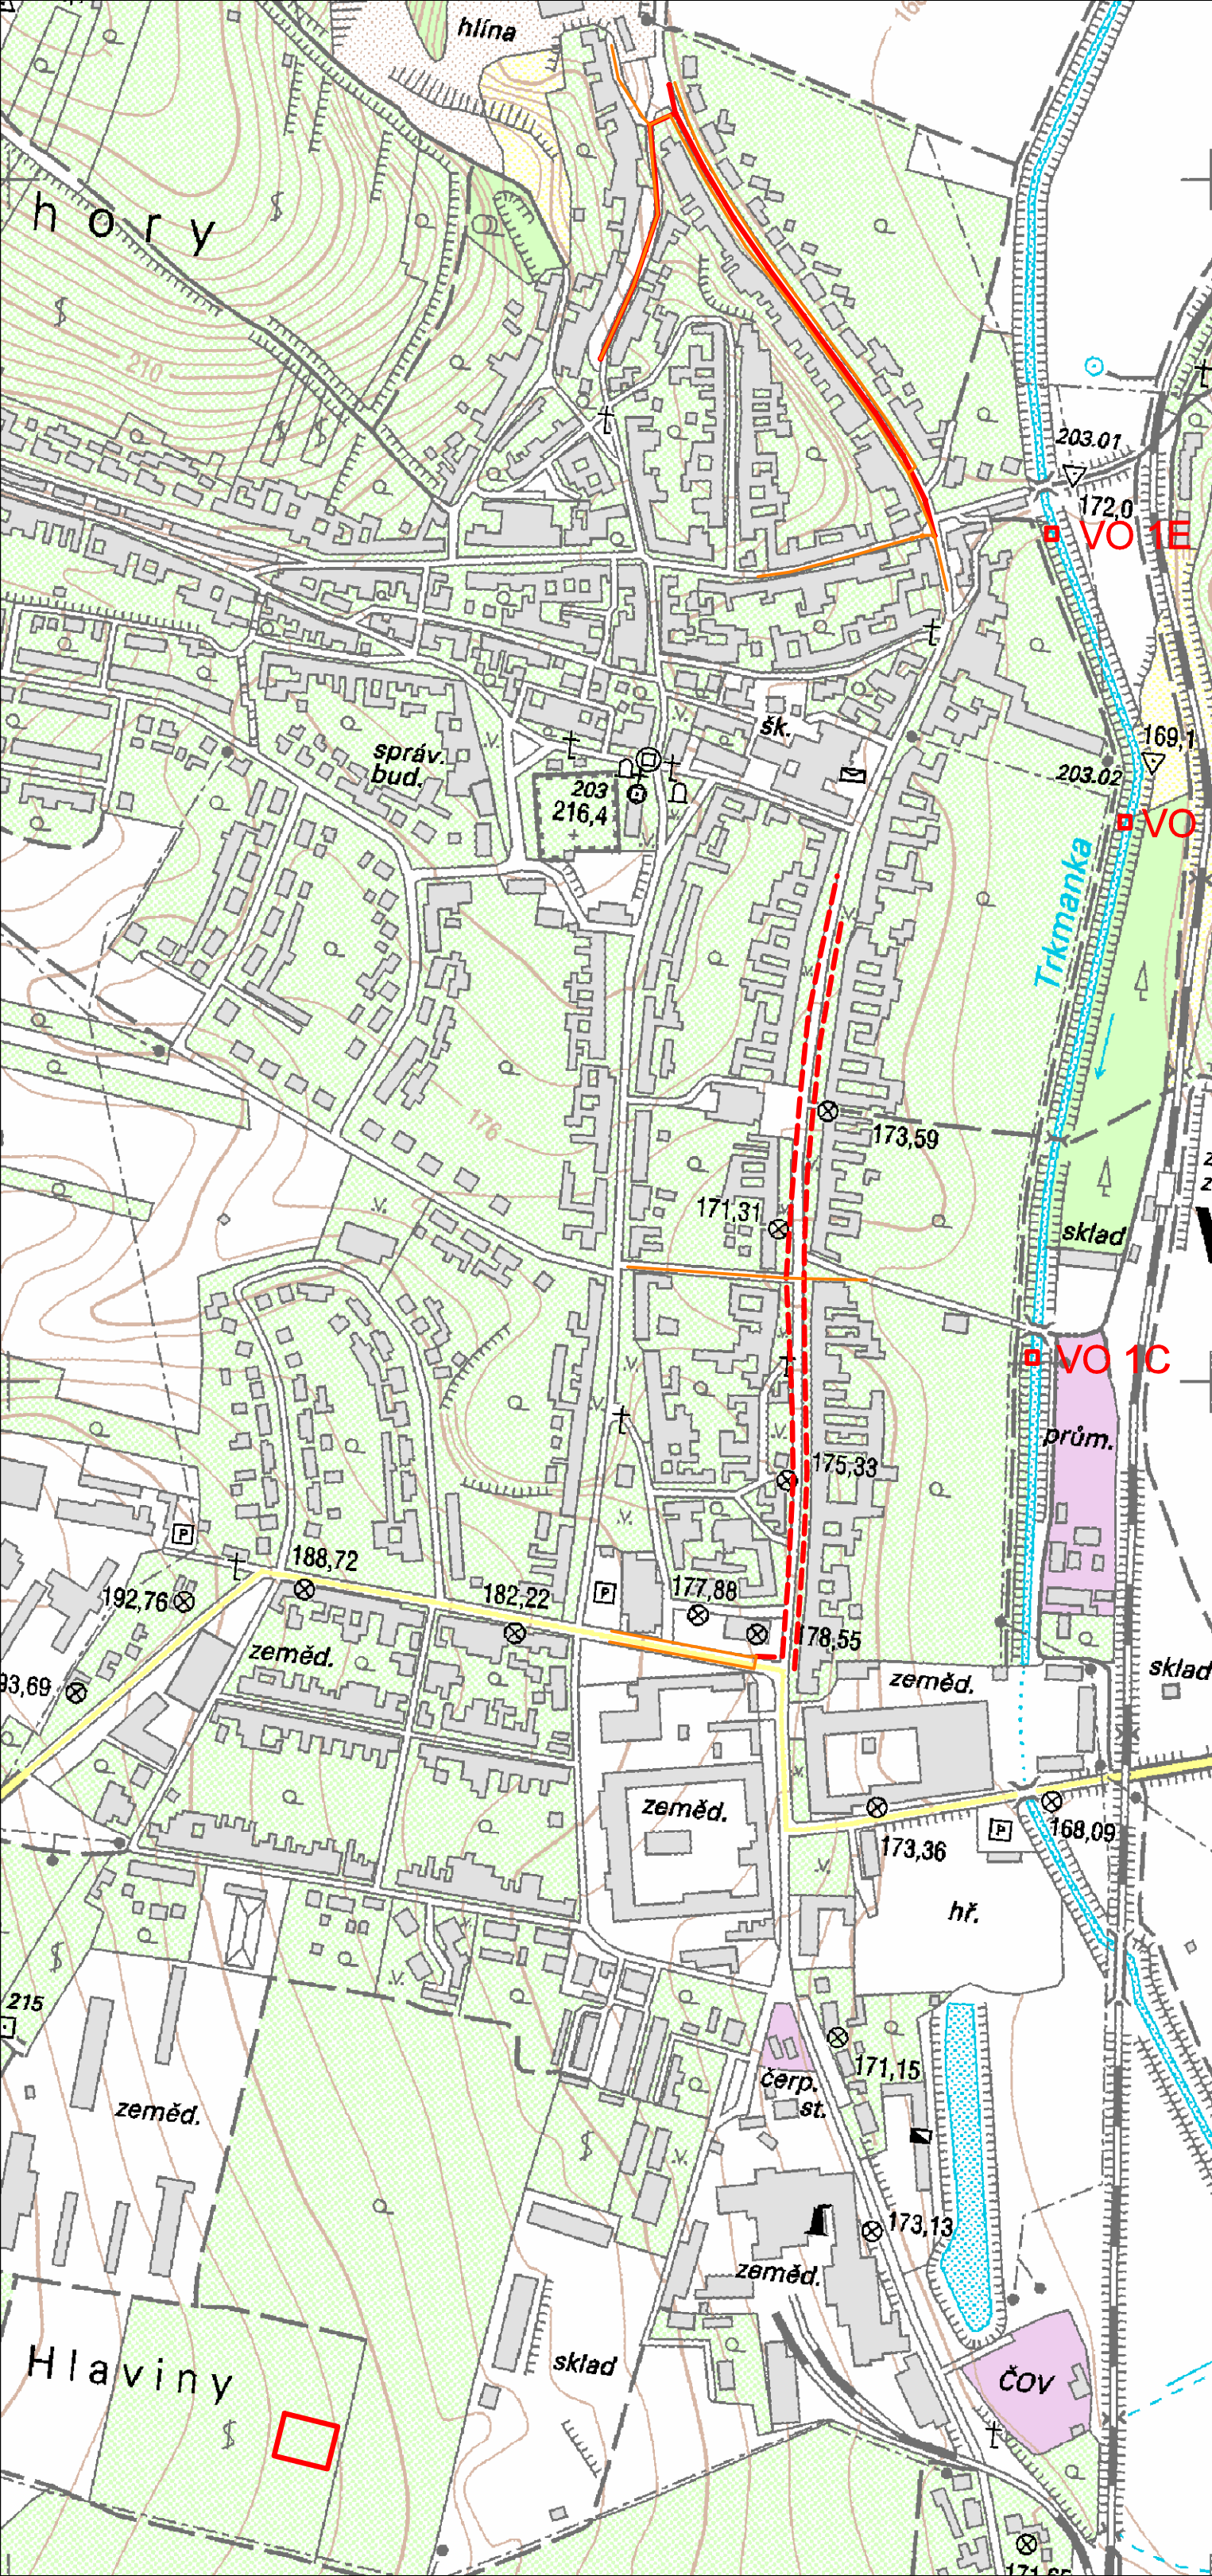 hlína
h o r y
210
203.01
172,0
VO 1E
šk.
správ.
bud.
169,1
203
216,4
203.02
VO
Trkmanka
176
173,59
171,31
sklad
VO 1C
prům.
175,33
P
188,72
192,76
182,22
P
177,88
178,55
zeměd.
93,69
zeměd.
sklad
zeměd.
P
168,09
173,36
hř.
215
171,15
čerp.
st.
zeměd.
173,13
zeměd.
H l a v i n y
sklad
ČOV